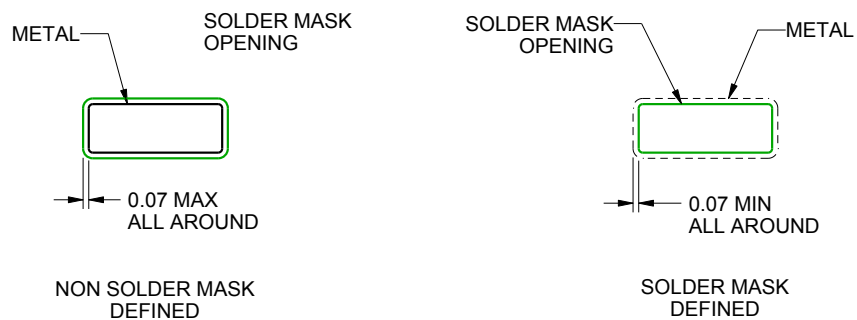 METAL
SOLDER MASK
OPENING
0.07 MAX
ALL AROUND
NON SOLDER MASK
DEFINED
SOLDER MASK
OPENING
METAL
0.07 MIN
ALL AROUND
SOLDER MASK
DEFINED